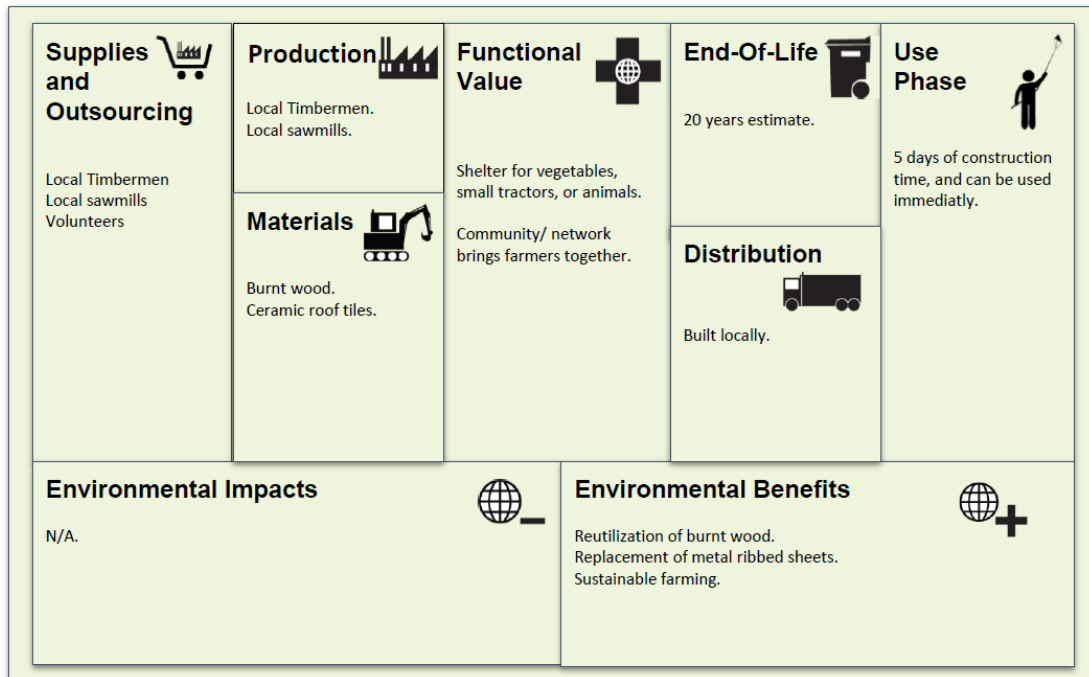 Supplies
and
Outsourcing
Local Timbermen
Local sawmills
Volunteers
Production
Local Timbermen.
Local sawmills.
Materials
Burnt wood.
Ceramic roof tiles.
Functional
Value
Shelter for vegetables,
small tractors, or animals.
Community/ network
brings farmers together.
End-Of-Life
20 years estimate.
Distribution
Built locally.
Use
Phase
5 days of construction
time, and can be used
immediatly.
Environmental Impacts
N/A.
Environmental Benefits
Reutilization of burnt wood.
Replacement of metal ribbed sheets.
Sustainable farming.